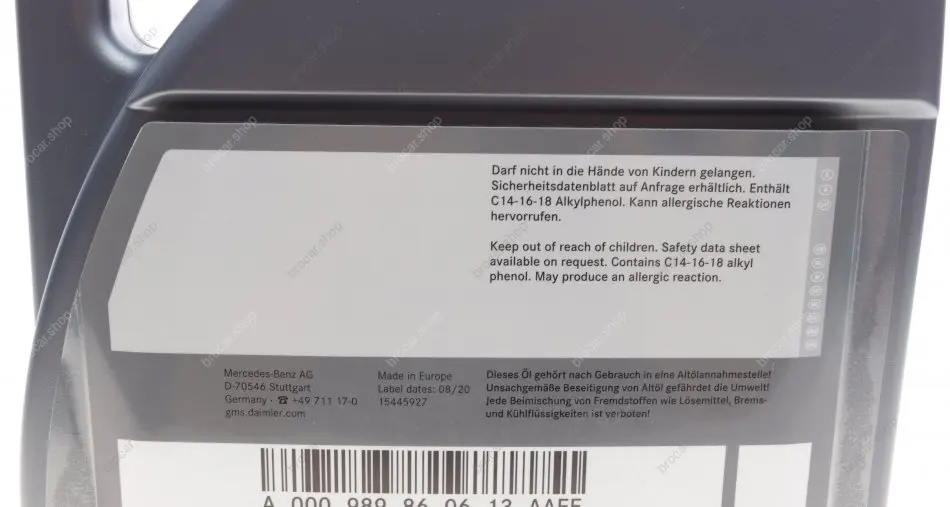 Darf nicht in die Hände von Kindern gelangen.
Sicherheitsdatenblatt auf Anfrage erhältlich. Enthält
C14-16-18 Alkylphenol. Kann allergische Reaktionen
hervorrufen.
Keep out of reach of children. Safety data sheet
available on request. Contains C14-16-18 alkyl
phenol. May produce an allergic reaction.
Mercedes-Benz AG
D-70546 Stuttgart
Germany · ☎ +49 711 17-0
gms.daimler.com
Made in Europe
Label dates: 08/20
15445927
Dieses Öl gehört nach Gebrauch in eine Altölannahmestelle!
Unsachgemäße Beseitigung von Altöl gefährdet die Umwelt!
Jede Beimischung von Fremdstoffen wie Lösemittel, Brems-
und Kühlflüssigkeiten ist verboten!
A 000 989 86 06 13 AAEE
brocar.shop